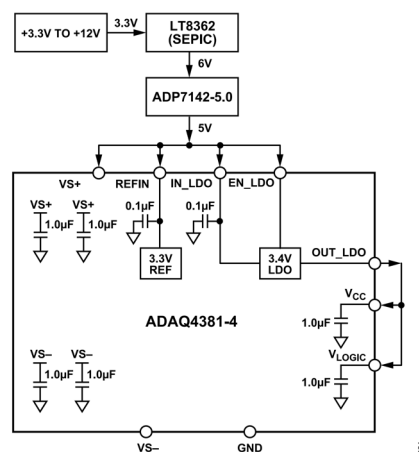 +3.3V TO +12V
3.3V
LT8362
(SEPIC)
6V
ADP7142-5.0
5V
VS+
REFIN
IN_LDO
EN_LDO
VS+
VS+
1.0µF
1.0µF
0.1µF
0.1µF
3.3V
REF
3.4V
LDO
OUT_LDO
VCC
1.0µF
ADAQ4381-4
VLOGIC
1.0µF
VS–
VS–
1.0µF
1.0µF
VS–
GND